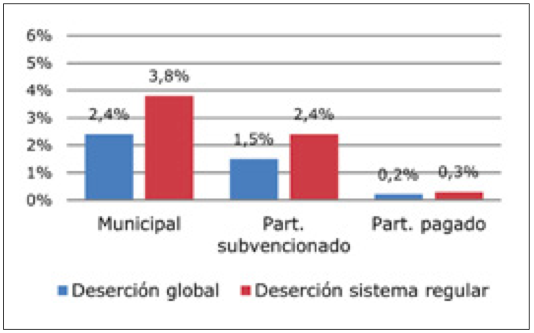 6%
5%
4%
3%
2%
1%
0%
2,4%
3,8%
1,5%
2,4%
0,2%
0,3%
Municipal
Part.
subvencionado
Part. pagado
Deserción global
Deserción sistema regular